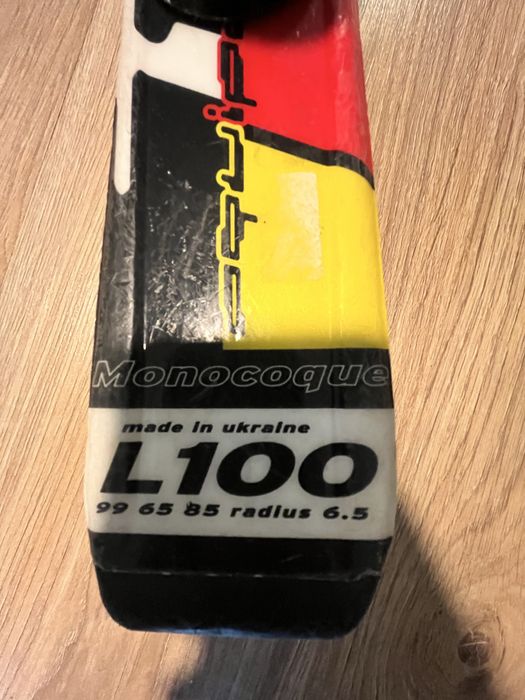 Monocoque
made in ukraine
L100
99 65 85 radius 6.5